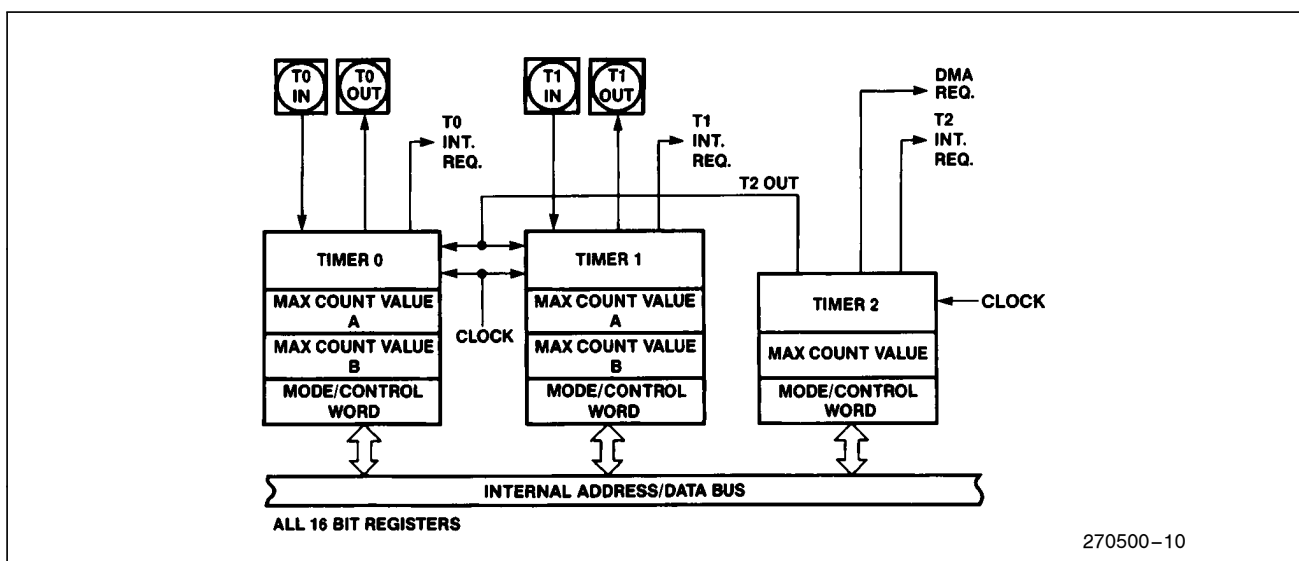 T0
IN
T0
OUT
T1
IN
T1
OUT
DMA
REQ.
T0
INT.
REQ.
T1
INT.
REQ.
T2
INT.
REQ.
T2 OUT
TIMER 0
MAX COUNT VALUE
A
MAX COUNT VALUE
B
MODE/CONTROL
WORD
CLOCK
TIMER 1
MAX COUNT VALUE
A
MAX COUNT VALUE
B
MODE/CONTROL
WORD
TIMER 2
MAX COUNT VALUE
MODE/CONTROL
WORD
CLOCK
INTERNAL ADDRESS/DATA BUS
ALL 16 BIT REGISTERS
270500–10